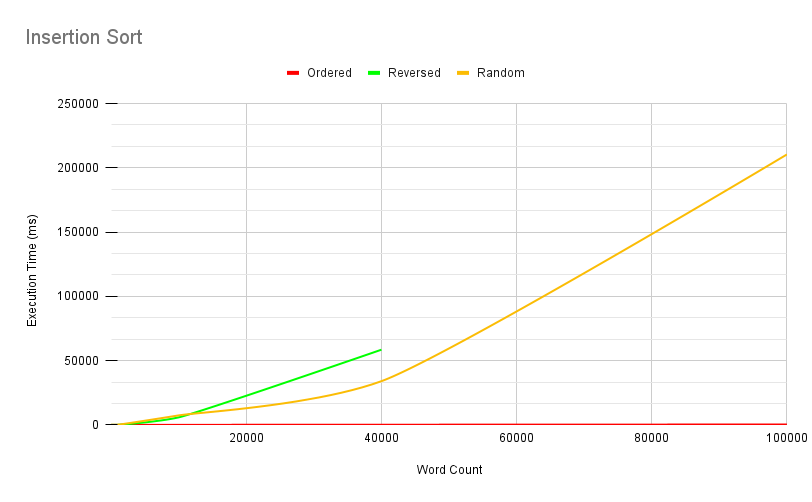 Insertion Sort
Ordered Reversed Random
250000
200000
150000
100000
50000
0
Execution Time (ms)
20000 40000 60000 80000 100000
Word Count